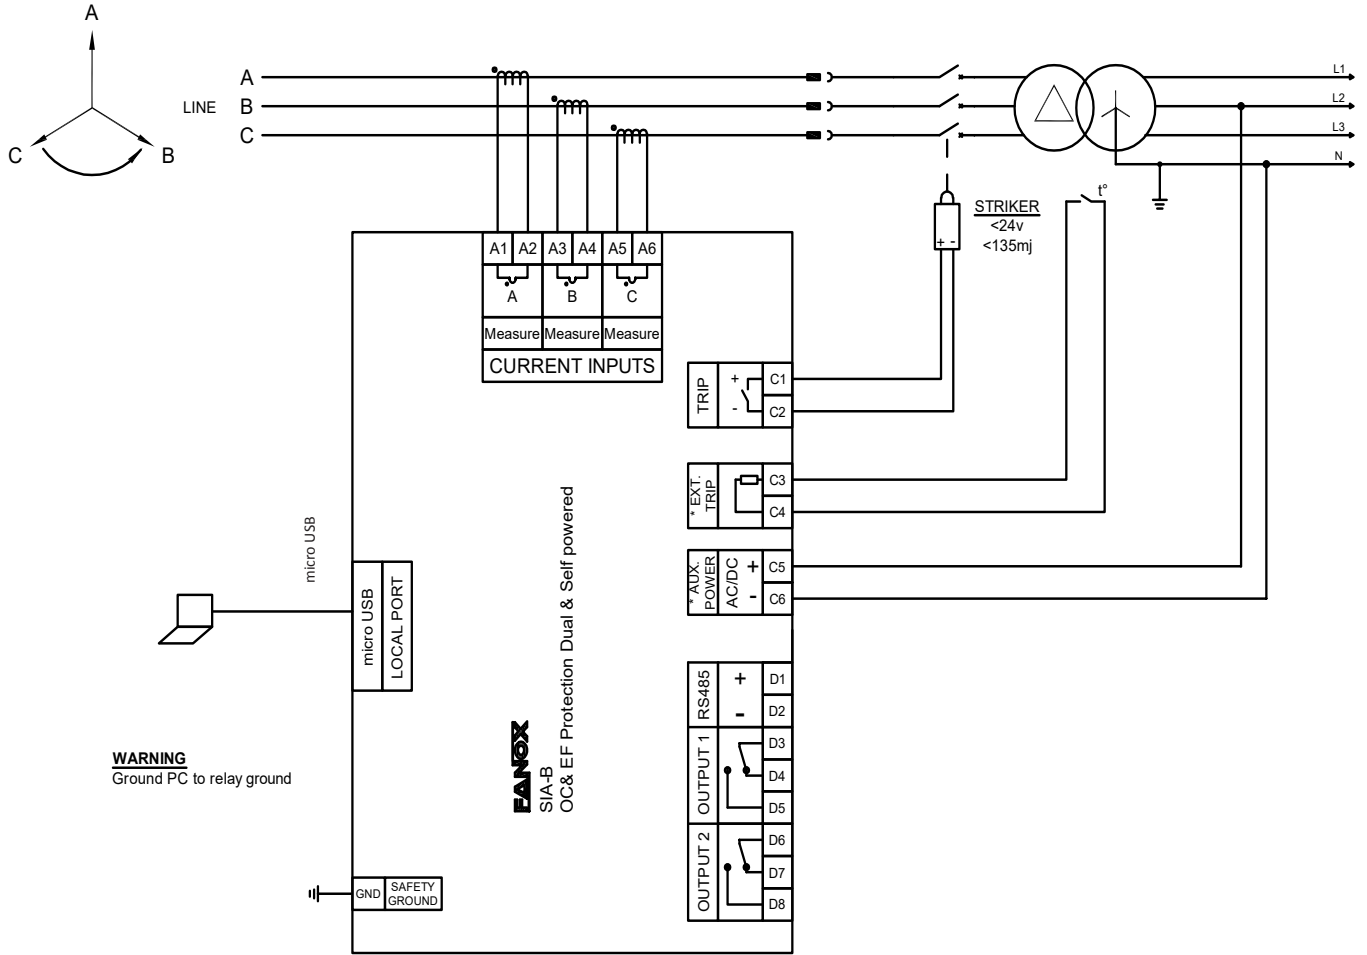 A
C
B
LINE
A
B
C
L1
L2
L3
N
STRIKER
<24v
<135mj
t°
+ -
A1 A2 A3 A4 A5 A6
A B C
Measure Measure Measure
CURRENT INPUTS
TRIP
+
-
C1
C2
* EXT.
TRIP
C3
C4
* AUX.
POWER
AC/DC
+
-
C5
C6
RS485
+
-
D1
D2
OUTPUT 1
D3
D4
D5
OUTPUT 2
D6
D7
D8
micro USB
micro USB
LOCAL PORT
FANOX
SIA-B
OC& EF Protection Dual & Self powered
WARNING
Ground PC to relay ground
GND
SAFETY
GROUND